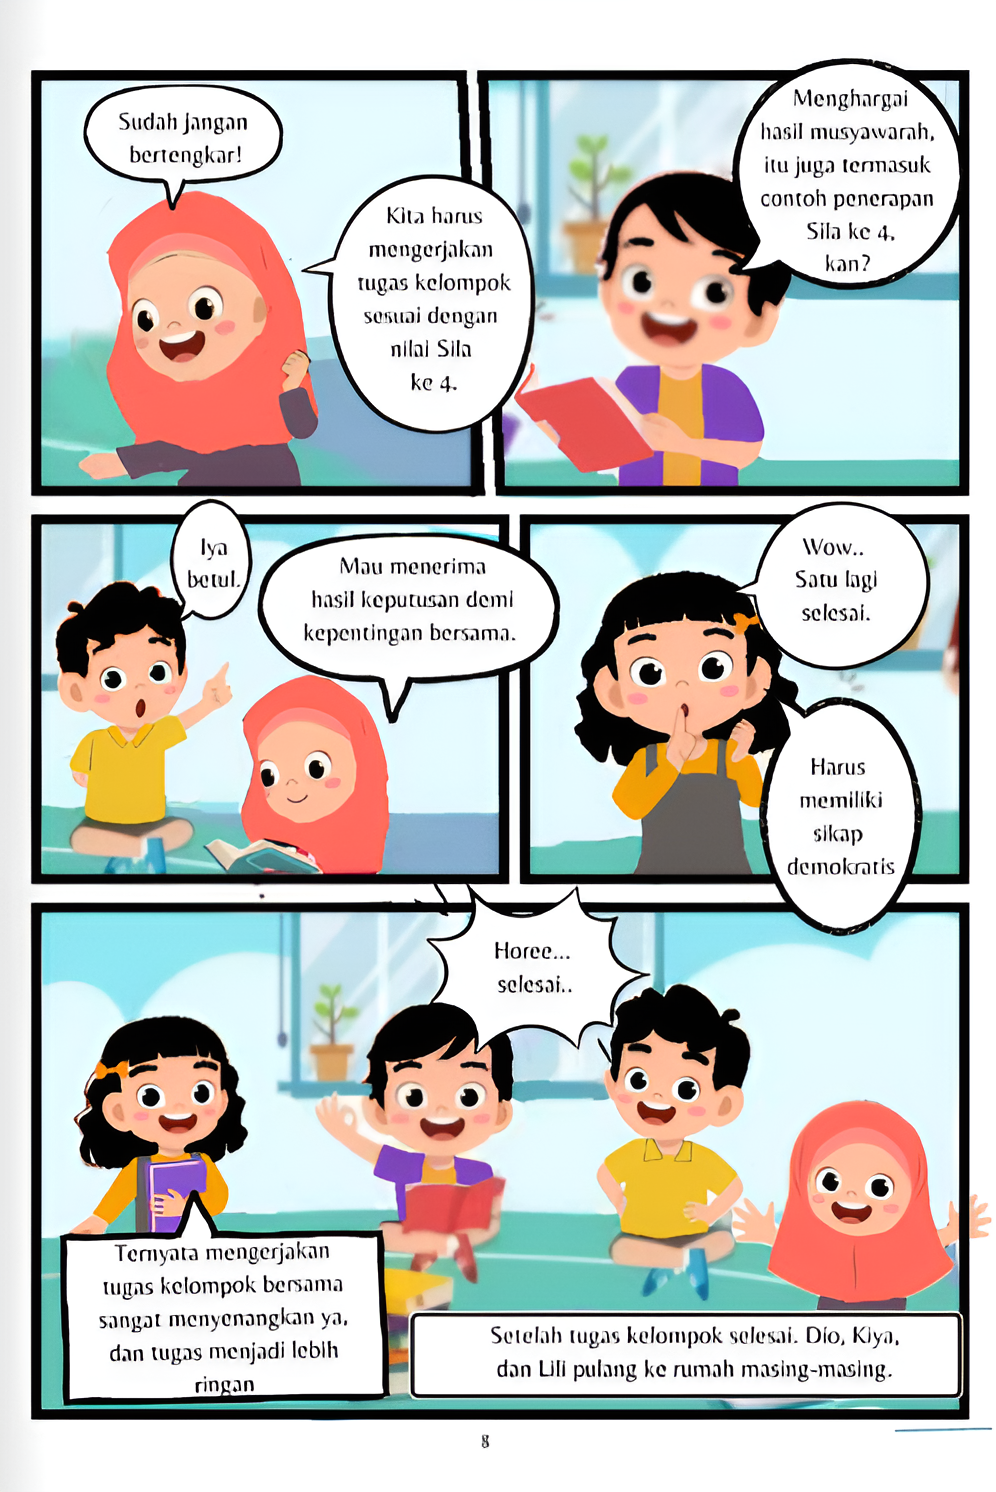 Sudah jangan
bertengkar!
Kita harus
mengerjakan
tugas kelompok
sesuai dengan
nilai Sila
ke 4.
Menghargai
hasil musyawarah,
itu juga termasuk
contoh penerapan
Sila ke 4,
kan?
Iya
betul.
Mau menerima
hasil keputusan demi
kepentingan bersama.
Wow..
Satu lagi
selesai.
Harus
memiliki
sikap
demokratis
Horee...
selesai..
Ternyata mengerjakan
tugas kelompok bersama
sangat menyenangkan ya,
dan tugas menjadi lebih
ringan
Setelah tugas kelompok selesai. Dio, Kiya,
dan Lili pulang ke rumah masing-masing.
8